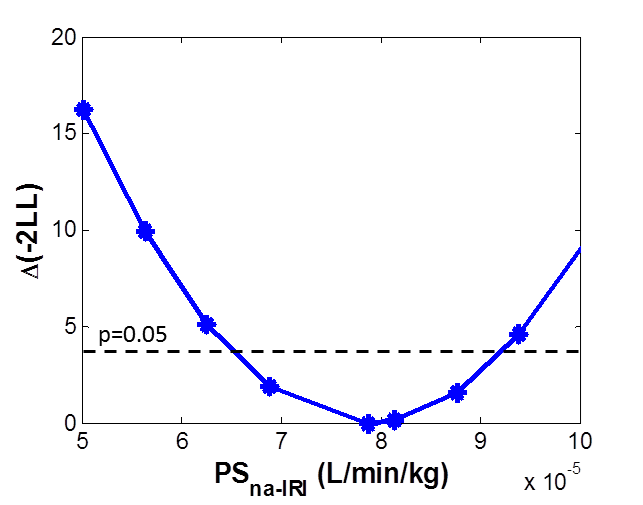 20
15
10
5
0
Δ(-2LL)
p=0.05
5 6 7 8 9 10
PSna-IRI (L/min/kg)
x 10-5